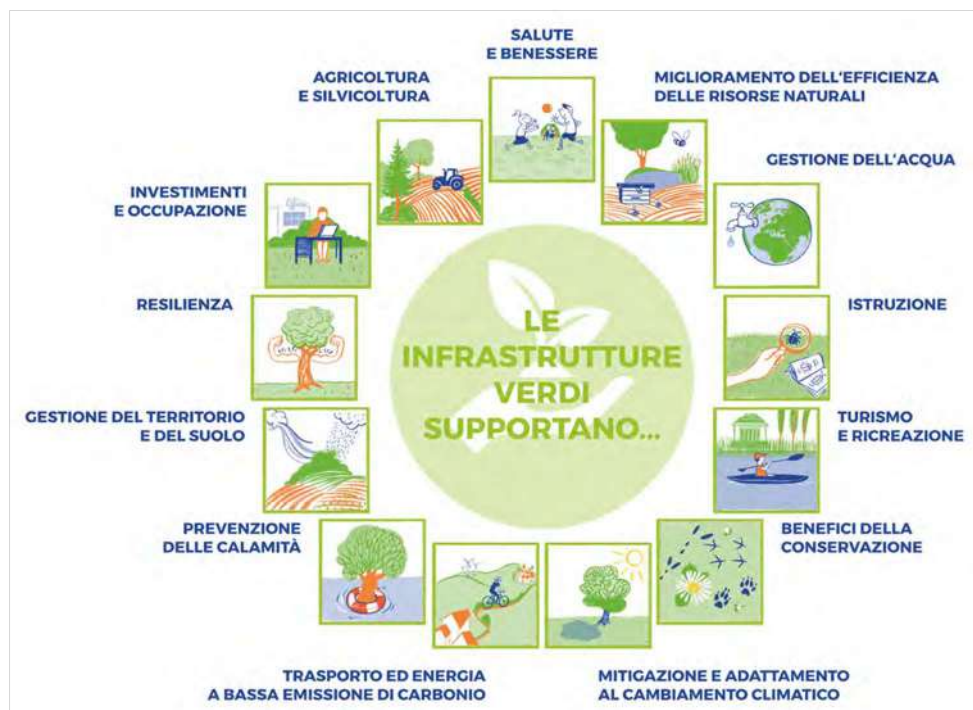 SALUTE
E BENESSERE
AGRICOLTURA
E SILVICOLTURA
MIGLIORAMENTO DELL'EFFICIENZA
DELLE RISORSE NATURALI
GESTIONE DELL'ACQUA
INVESTIMENTI
E OCCUPAZIONE
RESILIENZA
ISTRUZIONE
LE
INFRASTRUTTURE
VERDI
SUPPORTANO...
GESTIONE DEL TERRITORIO
E DEL SUOLO
TURISMO
E RICREAZIONE
PREVENZIONE
DELLE CALAMITÀ
BENEFICI DELLA
CONSERVAZIONE
TRASPORTO ED ENERGIA
A BASSA EMISSIONE DI CARBONIO
MITIGAZIONE E ADATTAMENTO
AL CAMBIAMENTO CLIMATICO